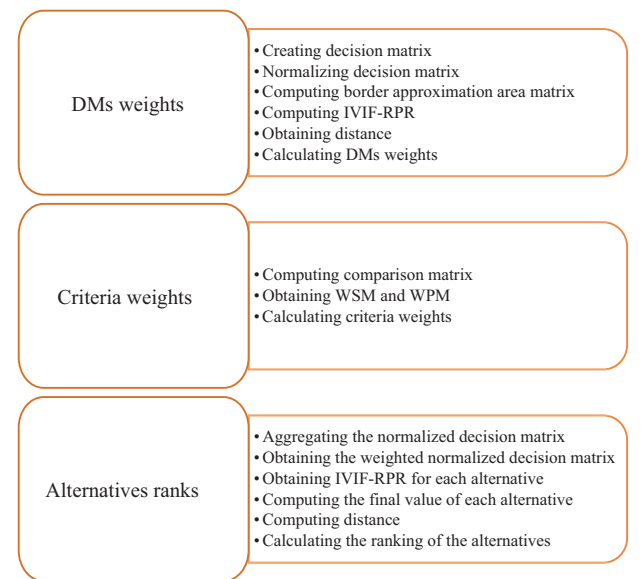 DMs weights
• Creating decision matrix
• Normalizing decision matrix
• Computing border approximation area matrix
• Computing IVIF-RPR
• Obtaining distance
• Calculating DMs weights
Criteria weights
• Computing comparison matrix
• Obtaining WSM and WPM
• Calculating criteria weights
Alternatives ranks
• Aggregating the normalized decision matrix
• Obtaining the weighted normalized decision matrix
• Obtaining IVIF-RPR for each alternative
• Computing the final value of each alternative
• Computing distance
• Calculating the ranking of the alternatives